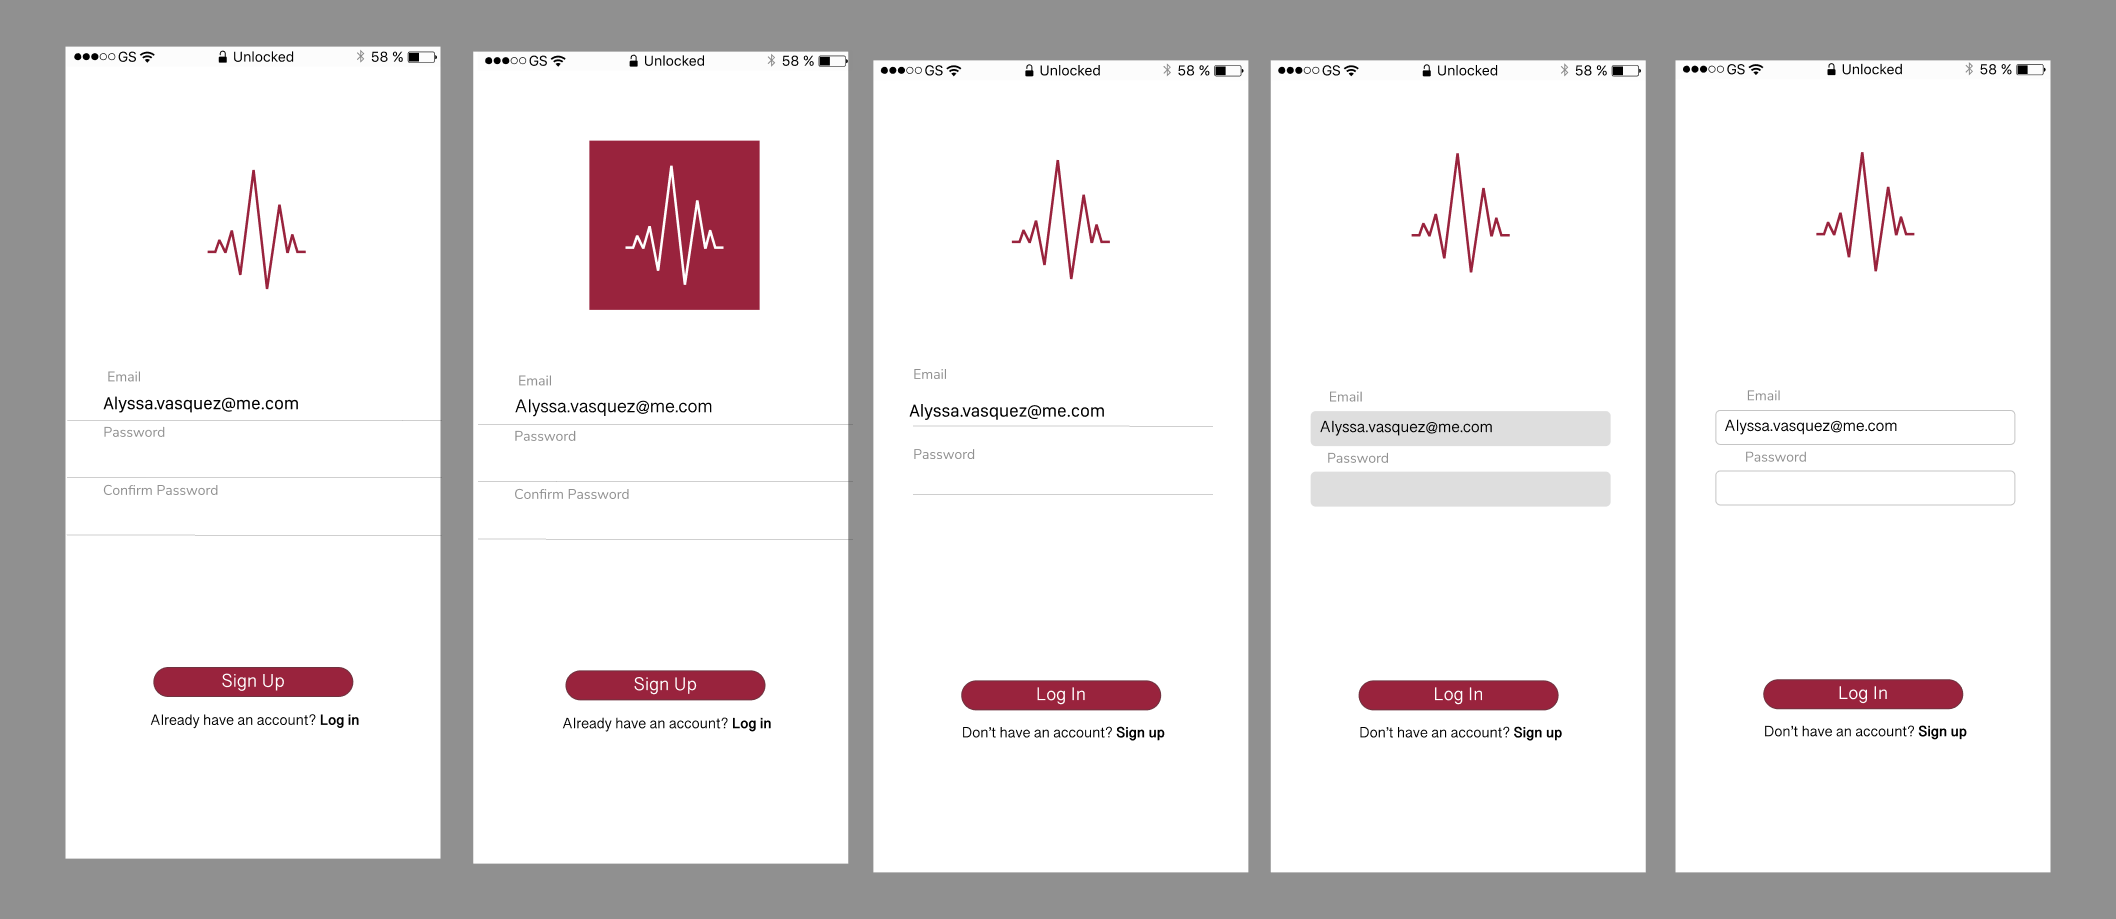 GS Unlocked 58 %
Email
Alyssa.vasquez@me.com
Password
Confirm Password
Sign Up
Already have an account? Log in
GS Unlocked 58 %
Email
Alyssa.vasquez@me.com
Password
Confirm Password
Sign Up
Already have an account? Log in
GS Unlocked 58 %
Email
Alyssa.vasquez@me.com
Password
Log In
Don't have an account? Sign up
GS Unlocked 58 %
Email
Alyssa.vasquez@me.com
Password
Log In
Don't have an account? Sign up
GS Unlocked 58 %
Email
Alyssa.vasquez@me.com
Password
Log In
Don't have an account? Sign up